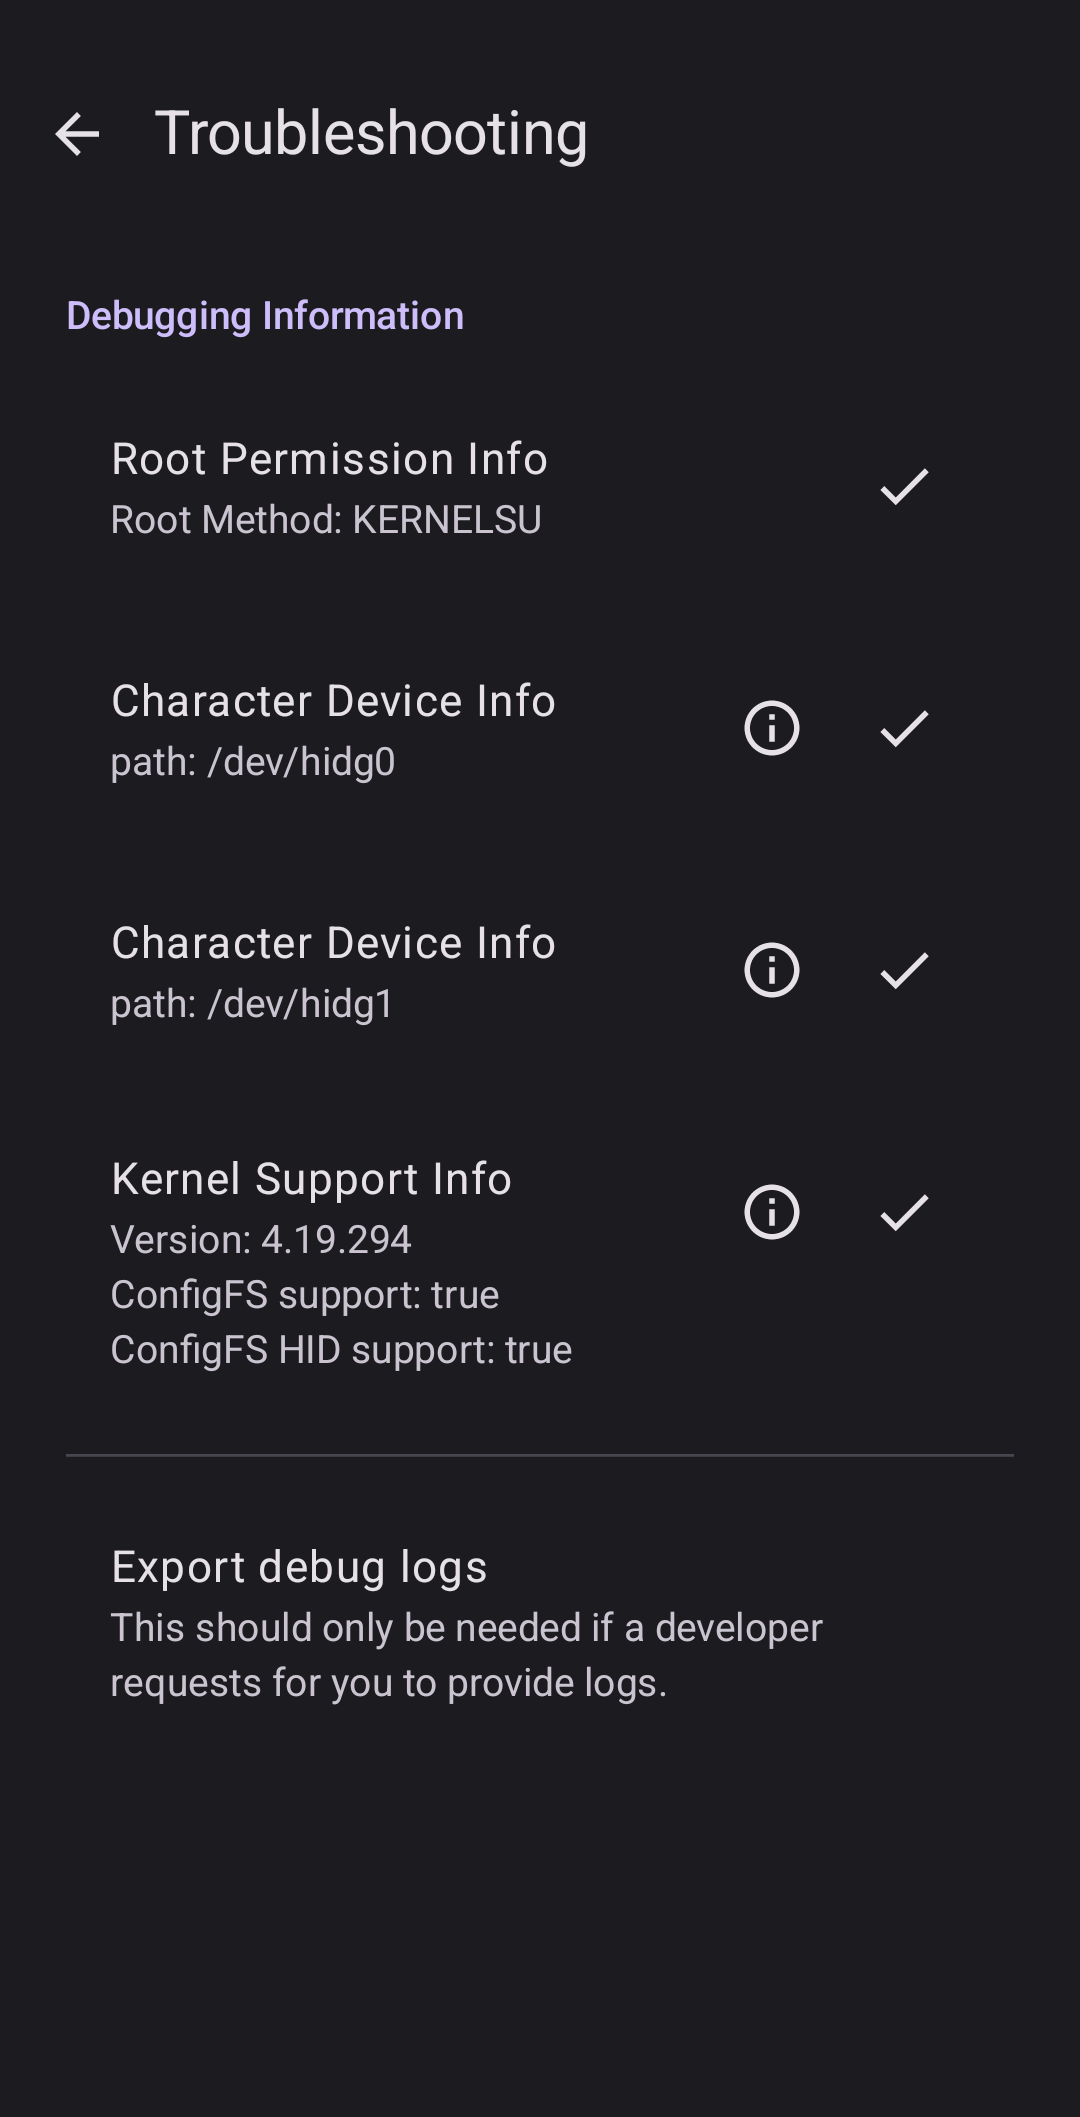 Troubleshooting
Debugging Information
Root Permission Info
Root Method: KERNELSU
Character Device Info
path: /dev/hidg0
Character Device Info
path: /dev/hidg1
Kernel Support Info
Version: 4.19.294
ConfigFS support: true
ConfigFS HID support: true
Export debug logs
This should only be needed if a developer
requests for you to provide logs.